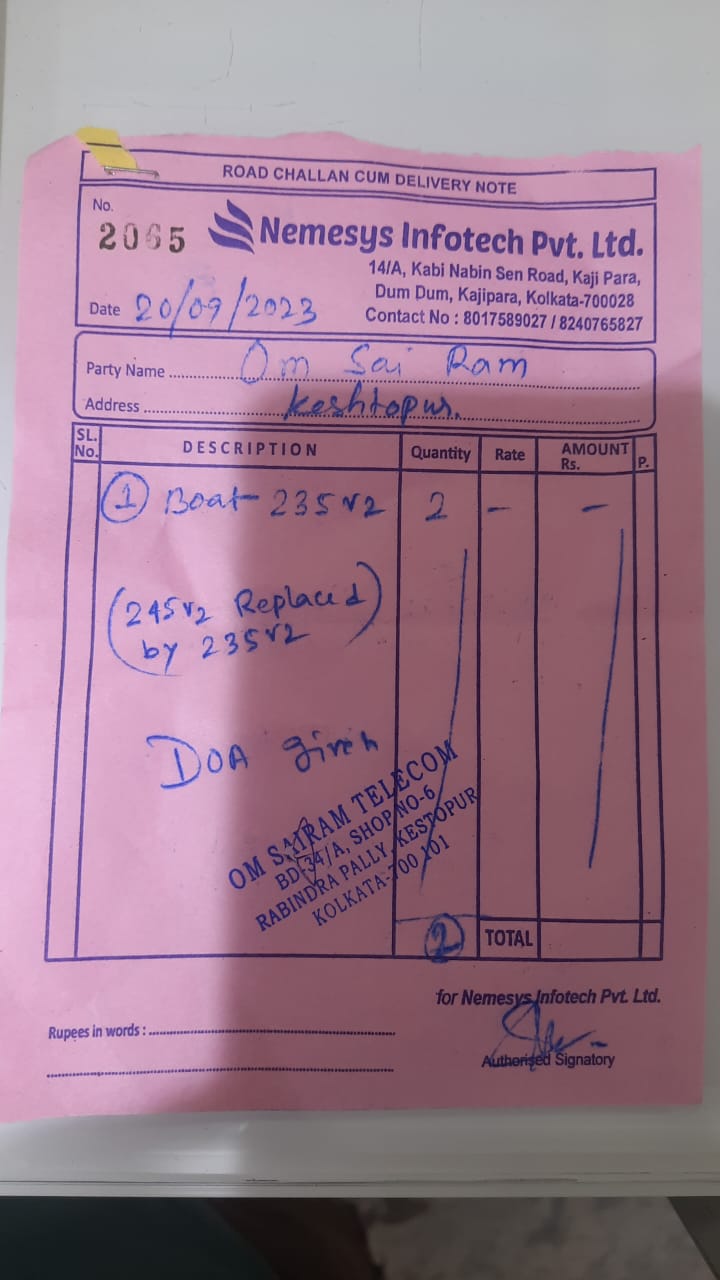 ROAD CHALLAN CUM DELIVERY NOTE
No.
2065
Nemesys Infotech Pvt. Ltd.
14/A, Kabi Nabin Sen Road, Kaji Para,
Dum Dum, Kajipara, Kolkata-700028
Contact No : 8017589027 / 8240765827
Date 20/09/2023
Party Name Om Sai Ram
Address Keshtopur.
SL. No. DESCRIPTION Quantity Rate AMOUNT Rs. P.
1 Boat 235v2 2 - -
(245v2 Replaced
by 235v2)
DOA given
OM SAIRAM TELECOM
BD-34/A, SHOP NO-6
RABINDRA PALLY, KESTOPUR
KOLKATA-700 101
2 TOTAL
for Nemesys Infotech Pvt. Ltd.
Rupees in words :
Authorised Signatory